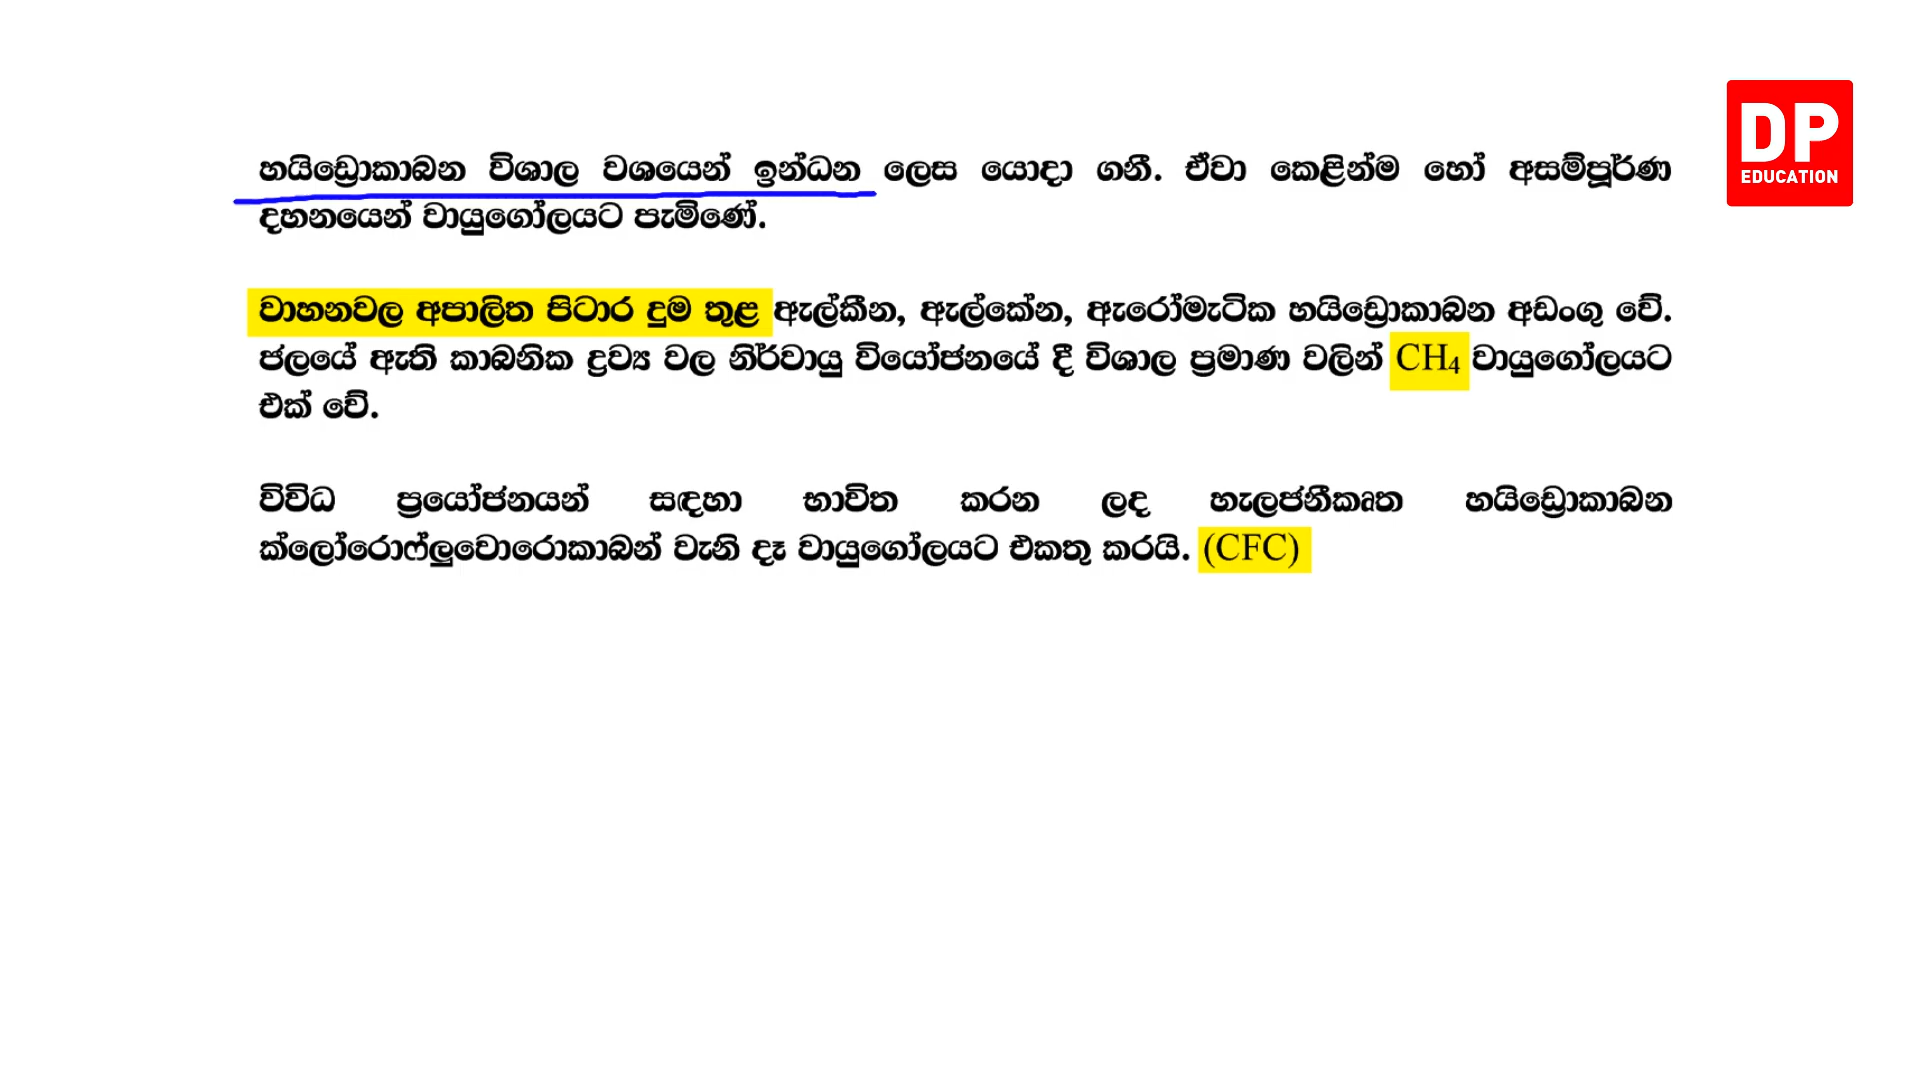 DP
EDUCATION
හයිඩ්‍රොකාබන විශාල වශයෙන් ඉන්ධන ලෙස යොදා ගනී. ඒවා කෙළින්ම හෝ අසම්පූර්ණ
දහනයෙන් වායුගෝලයට පැමිණේ.
වාහනවල අපාලිත පිටාර දුම තුළ ඇල්කීන, ඇල්කේන, ඇරෝමැටික හයිඩ්‍රොකාබන අඩංගු වේ.
ජලයේ ඇති කාබනික ද්‍රව්‍ය වල නිර්වායු වියෝජනයේ දී විශාල ප්‍රමාණ වලින් CH₄ වායුගෝලයට
එක් වේ.
විවිධ ප්‍රයෝජනයන් සඳහා භාවිත කරන ලද හැලජනීකෘත හයිඩ්‍රොකාබන
ක්ලෝරොෆ්ලුවොරොකාබන් වැනි දෑ වායුගෝලයට එකතු කරයි. (CFC)